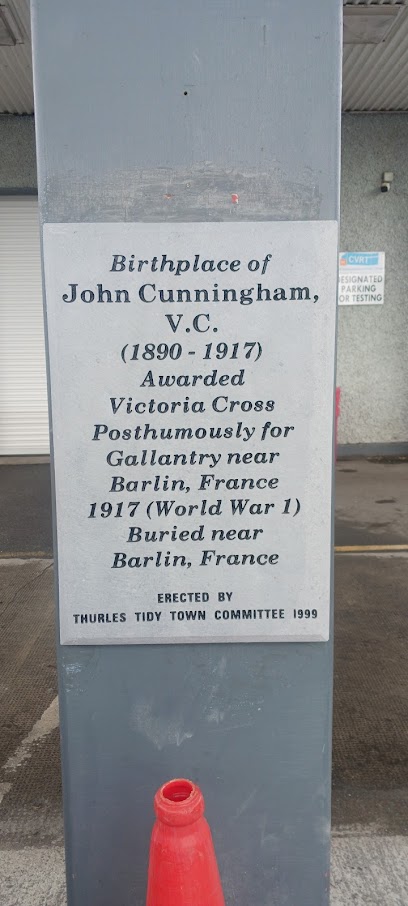 Birthplace of
John Cunningham,
V.C.
(1890 - 1917)
Awarded
Victoria Cross
Posthumously for
Gallantry near
Barlin, France
1917 (World War 1)
Buried near
Barlin, France
ERECTED BY
THURLES TIDY TOWN COMMITTEE 1999
CVRT
DESIGNATED
PARKING
FOR TESTING